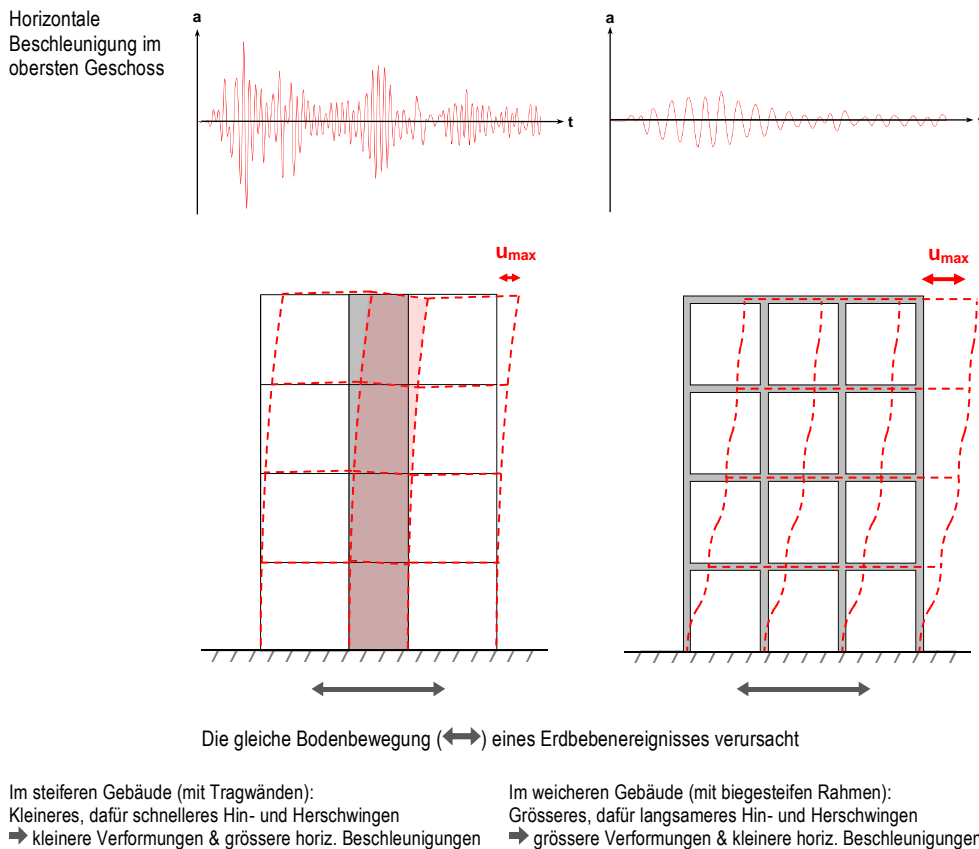 Horizontale
Beschleunigung im
obersten Geschoss
a
t
a
t
umax
umax
Die gleiche Bodenbewegung (⬌) eines Erdbebenereignisses verursacht
Im steiferen Gebäude (mit Tragwänden):
Kleineres, dafür schnelleres Hin- und Herschwingen
➔ kleinere Verformungen & grössere horiz. Beschleunigungen
Im weicheren Gebäude (mit biegesteifen Rahmen):
Grösseres, dafür langsameres Hin- und Herschwingen
➔ grössere Verformungen & kleinere horiz. Beschleunigungen